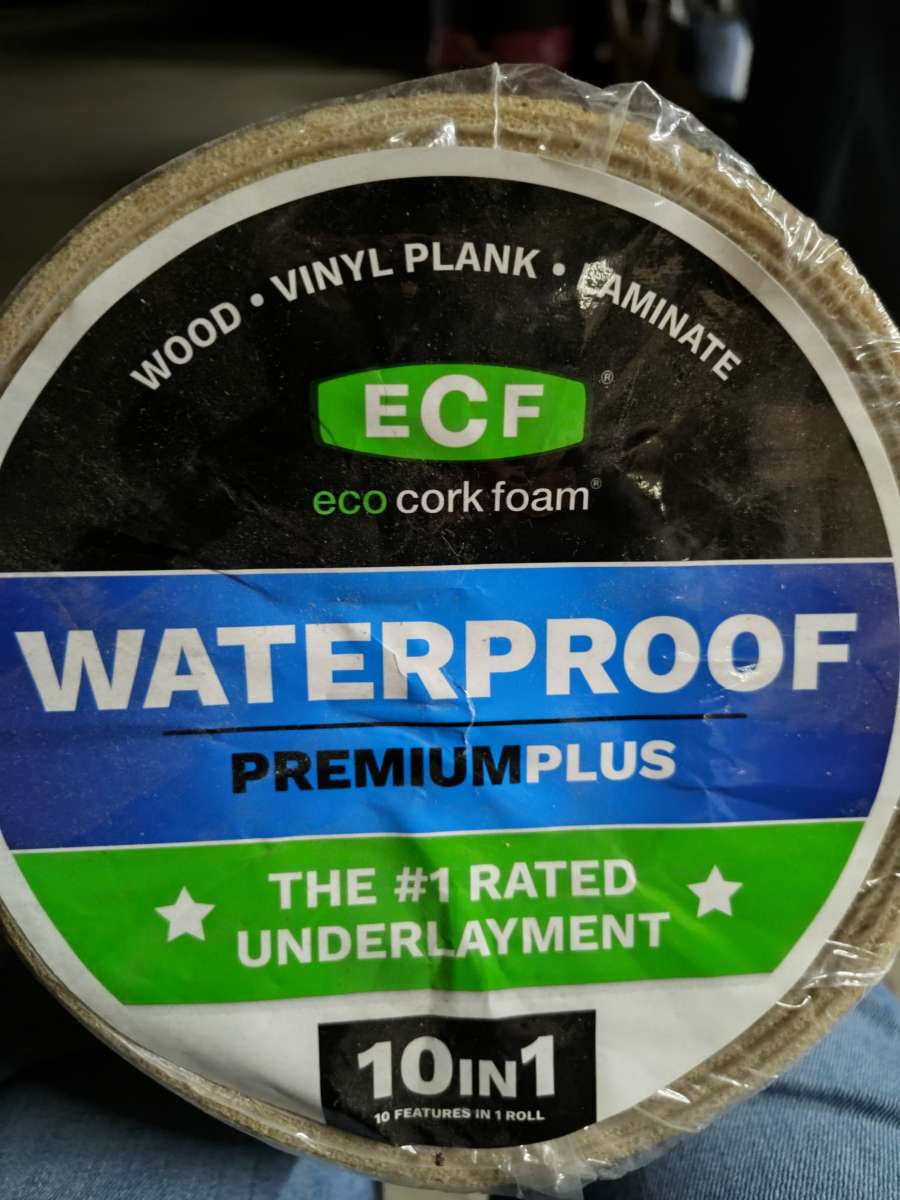 WOOD • VINYL PLANK • LAMINATE
ECF®
eco cork foam®
WATERPROOF
PREMIUMPLUS
THE #1 RATED
UNDERLAYMENT
10IN1
10 FEATURES IN 1 ROLL